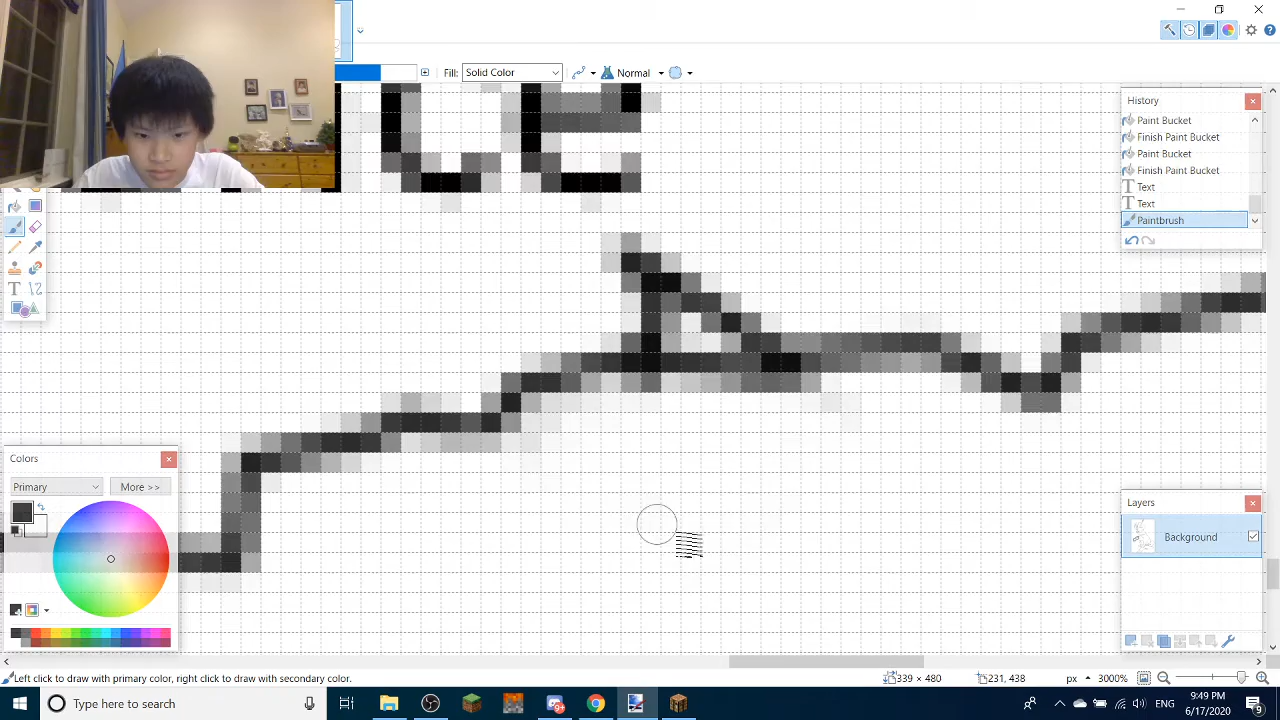 Fill: Solid Color Normal
History
Paint Bucket
Finish Paint Bucket
Paint Bucket
Finish Paint Bucket
Text
Text
Paintbrush
Colors
Primary More >>
Layers
Background
Left click to draw with primary color, right click to draw with secondary color. 339 × 480 231, 438 px 3000%
Type here to search
ENG
9:49 PM
6/17/2020